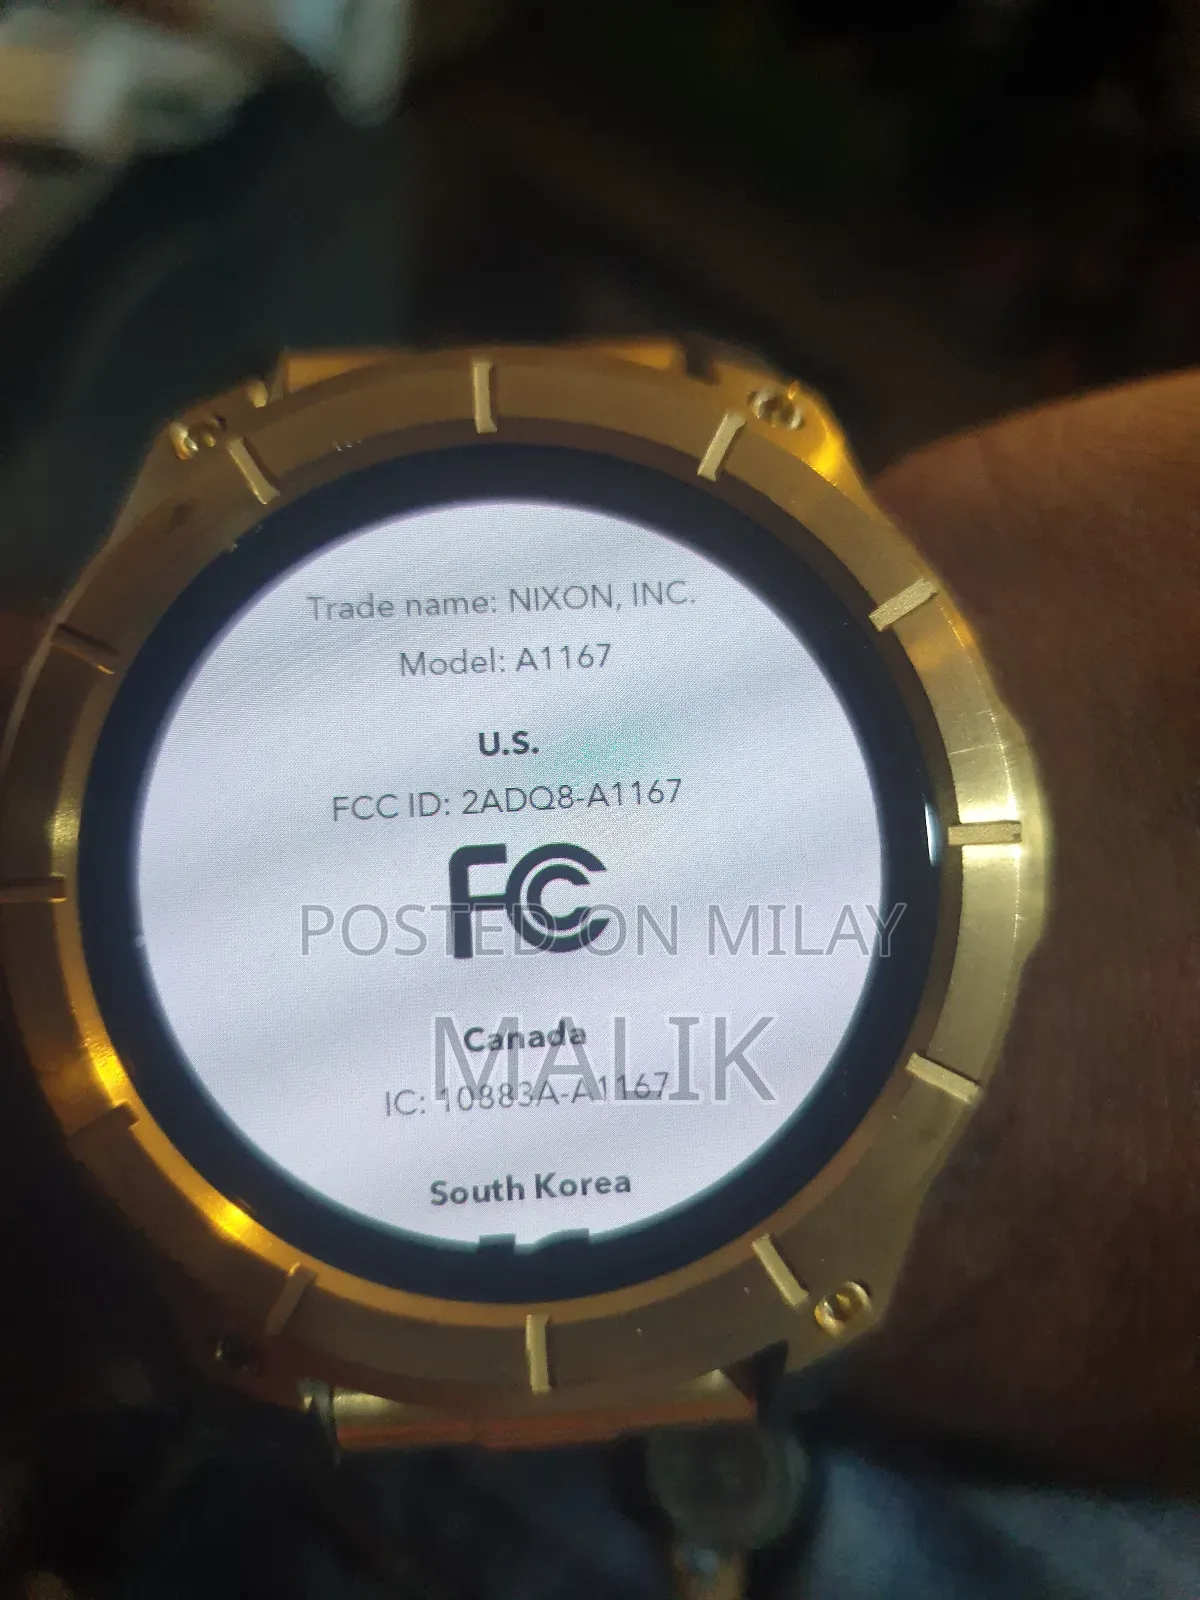 Trade name: NIXON, INC.
Model: A1167
U.S.
FCC ID: 2ADQ8-A1167
FC
POSTED ON MILAY
MALIK
Canada
IC: 10883A-A1167
South Korea